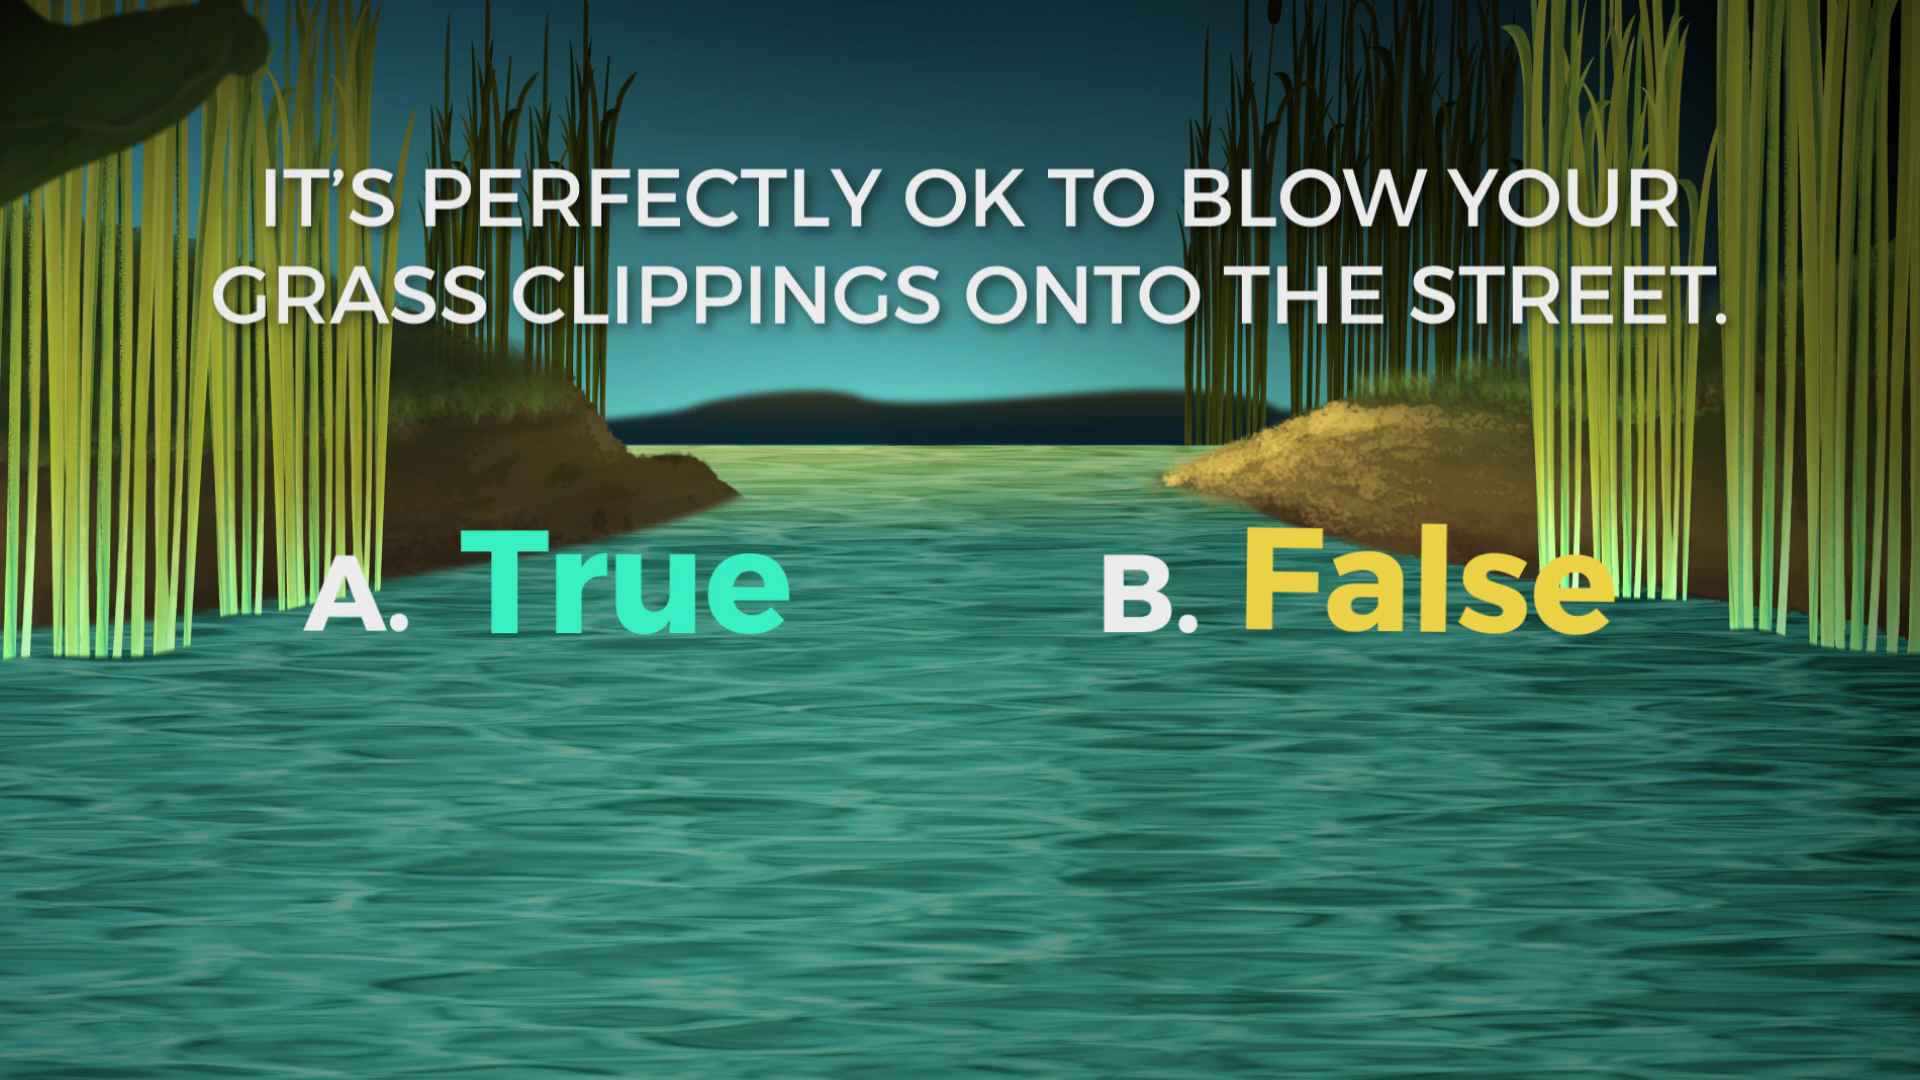 IT’S PERFECTLY OK TO BLOW YOUR
GRASS CLIPPINGS ONTO THE STREET.
A. True
B. False